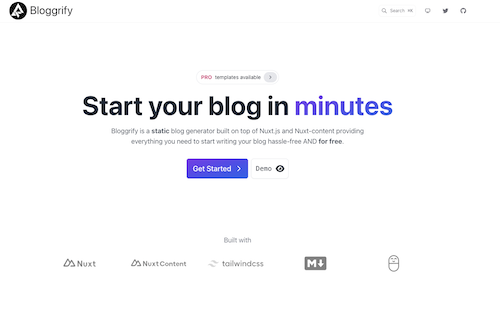 Bloggrify
Search ⌘K
PRO templates available
Start your blog in minutes
Bloggrify is a static blog generator built on top of Nuxt.js and Nuxt-content providing
everything you need to start writing your blog hassle-free AND for free.
Get Started
Demo
Built with
Nuxt
Nuxt Content
tailwindcss
M